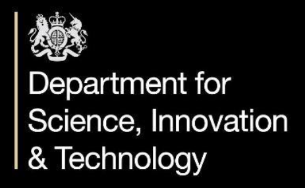 Department for
Science, Innovation
& Technology